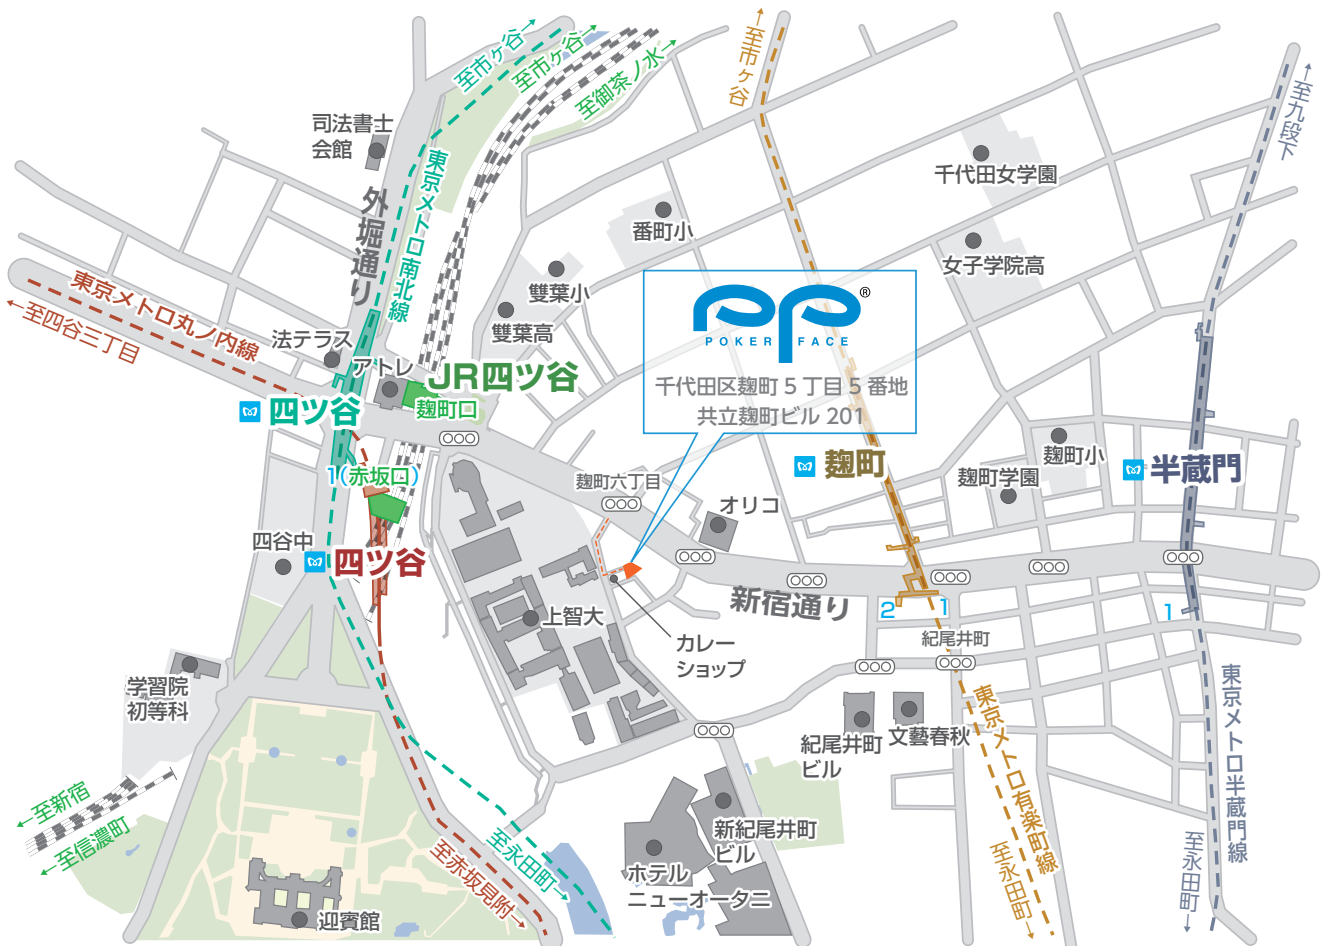 至市ヶ谷
至市ヶ谷
至御茶ノ水
至市ヶ谷
至九段下
司法書士
会館
東京メトロ南北線
外堀通り
千代田女学園
番町小
女子学院高
雙葉小
雙葉高
東京メトロ丸ノ内線
至四谷三丁目
法テラス
アトレ
JR四ツ谷
麹町口
四ツ谷
®
POKER FACE
千代田区麹町 5 丁目 5 番地
共立麹町ビル 201
1(赤坂口)
麹町六丁目
オリコ
麹町
麹町学園
麹町小
半蔵門
四谷中
四ツ谷
新宿通り
2
1
1
上智大
カレー
ショップ
紀尾井町
学習院
初等科
東京メトロ有楽町線
東京メトロ半蔵門線
紀尾井町
ビル
文藝春秋
至新宿
至信濃町
新紀尾井町
ビル
ホテル
ニューオータニ
至永田町
至赤坂見附
至永田町
至永田町
迎賓館